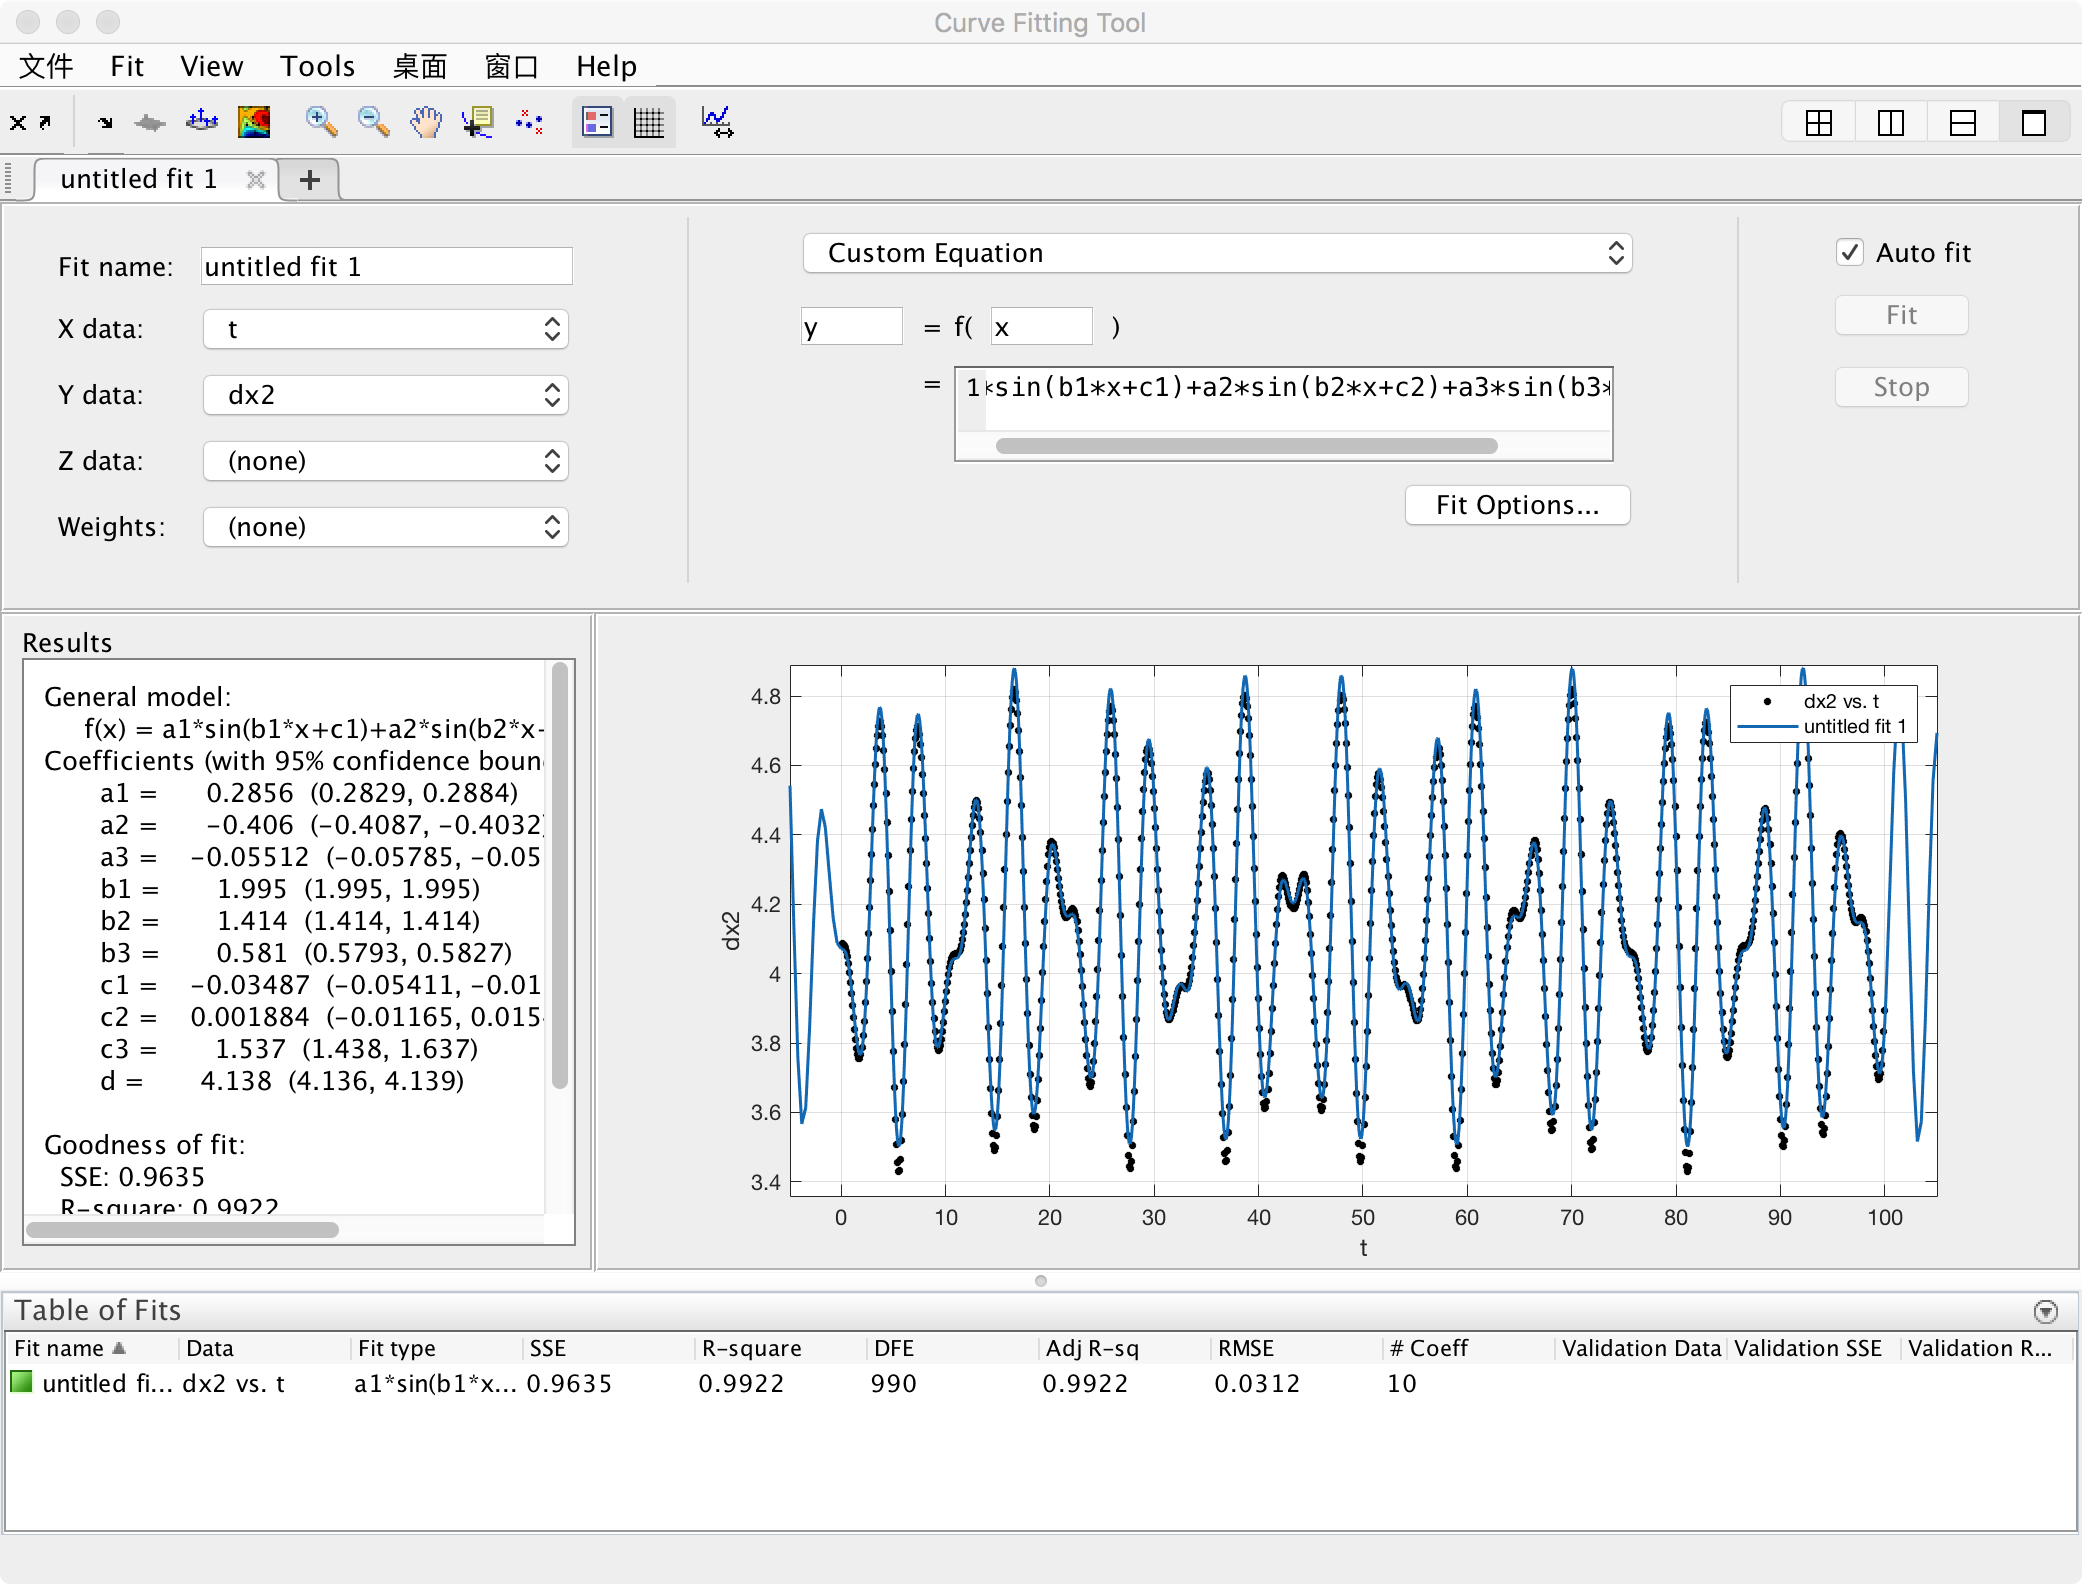 Curve Fitting Tool
文件 Fit View Tools 桌面 窗口 Help
untitled fit 1
Fit name: untitled fit 1
X data: t
Y data: dx2
Z data: (none)
Weights: (none)
Custom Equation
y = f( x )
= 1 *sin(b1*x+c1)+a2*sin(b2*x+c2)+a3*sin(b3*
Fit Options...
Auto fit
Fit
Stop
Results
General model:
f(x) = a1*sin(b1*x+c1)+a2*sin(b2*x+
Coefficients (with 95% confidence boun
a1 = 0.2856 (0.2829, 0.2884)
a2 = -0.406 (-0.4087, -0.4032)
a3 = -0.05512 (-0.05785, -0.05
b1 = 1.995 (1.995, 1.995)
b2 = 1.414 (1.414, 1.414)
b3 = 0.581 (0.5793, 0.5827)
c1 = -0.03487 (-0.05411, -0.01
c2 = 0.001884 (-0.01165, 0.015
c3 = 1.537 (1.438, 1.637)
d = 4.138 (4.136, 4.139)
Goodness of fit:
SSE: 0.9635
R-square: 0.9922
dx2
4.8
4.6
4.4
4.2
4
3.8
3.6
3.4
0 10 20 30 40 50 60 70 80 90 100
t
dx2 vs. t
untitled fit 1
Table of Fits
Fit name Data Fit type SSE R-square DFE Adj R-sq RMSE # Coeff Validation Data Validation SSE Validation R...
untitled fi... dx2 vs. t a1*sin(b1*x... 0.9635 0.9922 990 0.9922 0.0312 10